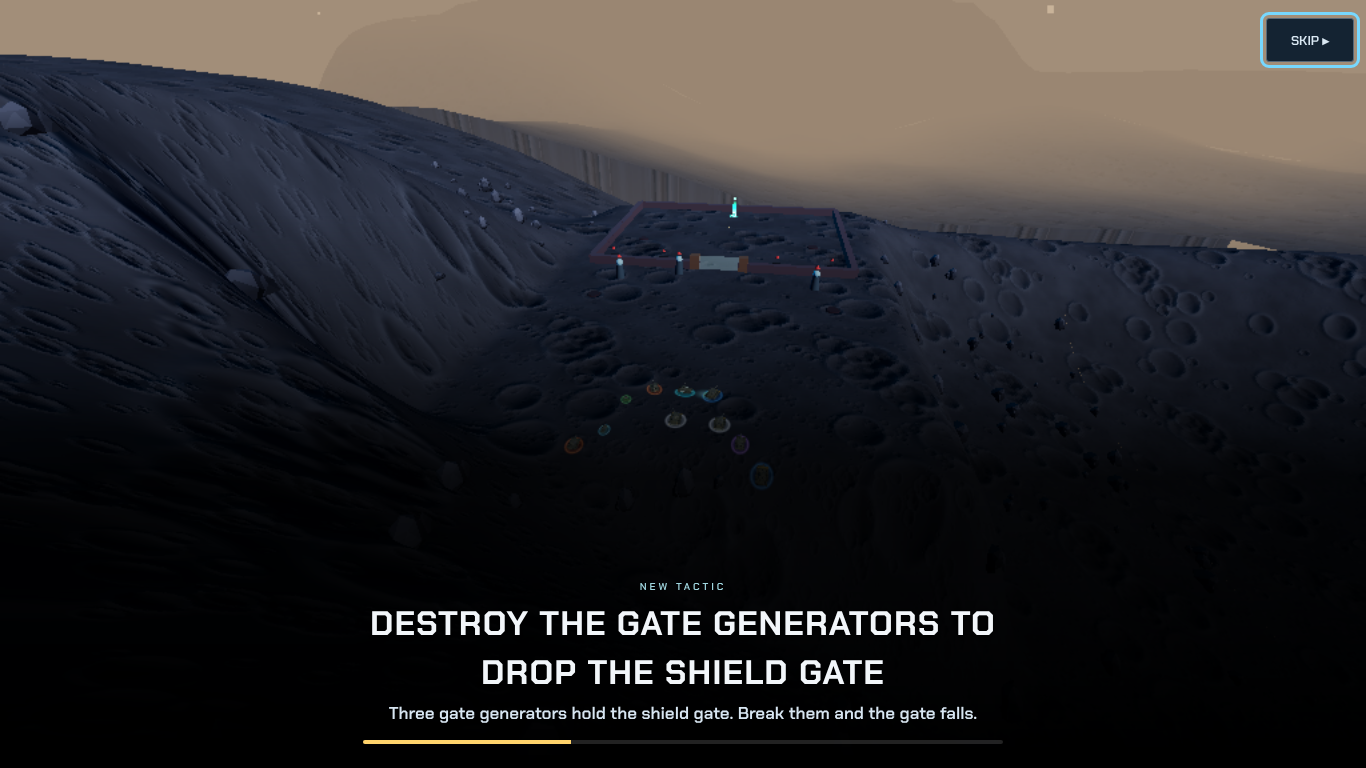 SKIP ▸
NEW TACTIC
DESTROY THE GATE GENERATORS TO
DROP THE SHIELD GATE
Three gate generators hold the shield gate. Break them and the gate falls.